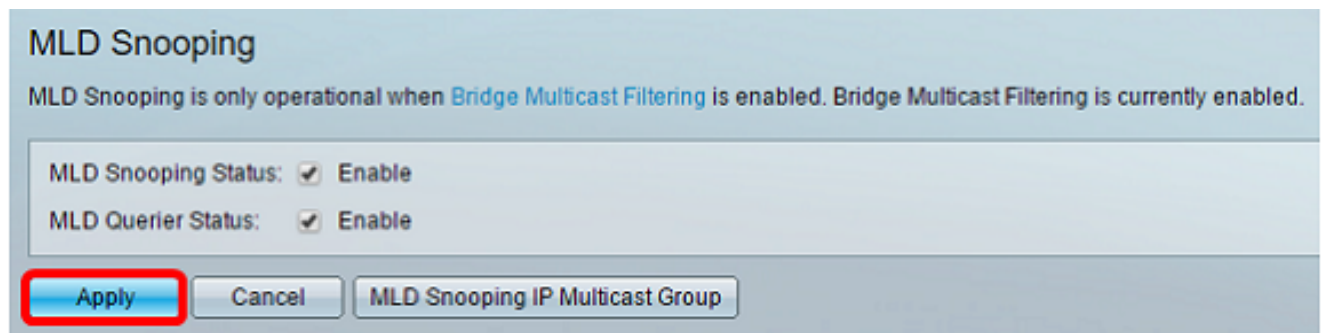 MLD Snooping
MLD Snooping is only operational when Bridge Multicast Filtering is enabled. Bridge Multicast Filtering is currently enabled.
MLD Snooping Status: Enable
MLD Querier Status: Enable
Apply Cancel MLD Snooping IP Multicast Group